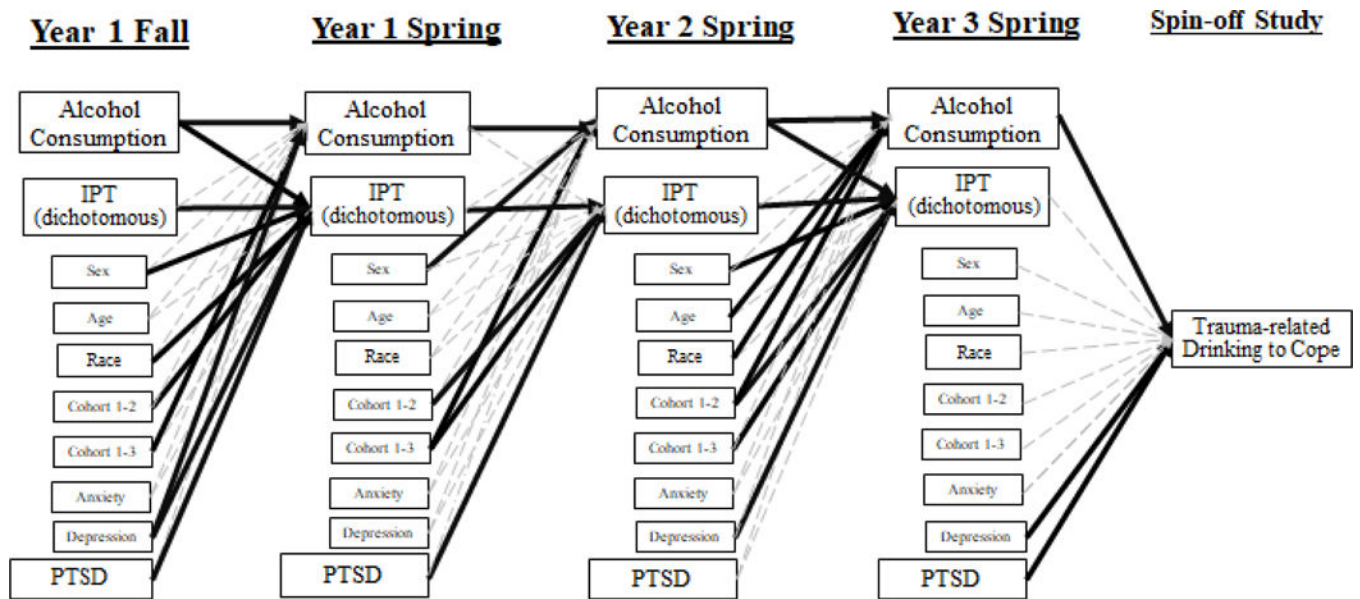 Year 1 Fall
Year 1 Spring
Year 2 Spring
Year 3 Spring
Spin-off Study
Alcohol
Consumption
IPT
(dichotomous)
Sex
Age
Race
Cohort 1-2
Cohort 1-3
Anxiety
Depression
PTSD
Alcohol
Consumption
IPT
(dichotomous)
Sex
Age
Race
Cohort 1-2
Cohort 1-3
Anxiety
Depression
PTSD
Alcohol
Consumption
IPT
(dichotomous)
Sex
Age
Race
Cohort 1-2
Cohort 1-3
Anxiety
Depression
PTSD
Alcohol
Consumption
IPT
(dichotomous)
Sex
Age
Race
Cohort 1-2
Cohort 1-3
Anxiety
Depression
PTSD
Trauma-related
Drinking to Cope